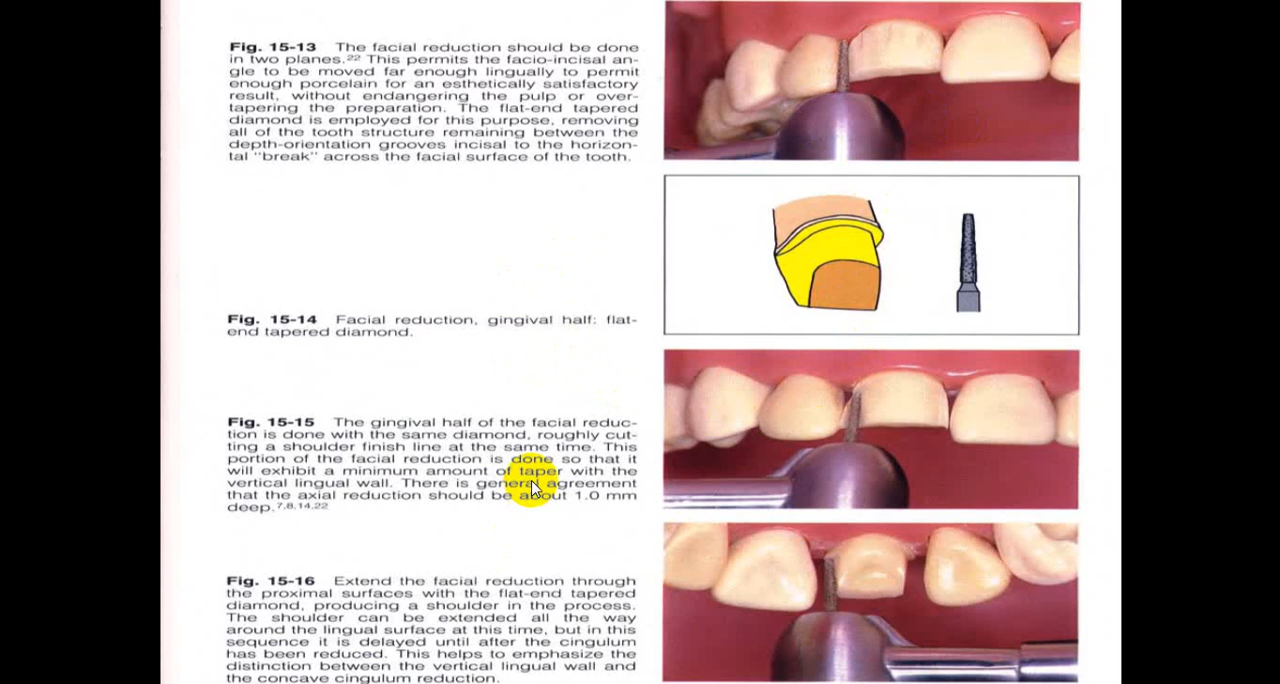 Fig. 15-13 The facial reduction should be done
in two planes.22 This permits the facio-incisal an-
gle to be moved far enough lingually to permit
enough porcelain for an esthetically satisfactory
result, without endangering the pulp or over-
tapering the preparation. The flat-end tapered
diamond is employed for this purpose, removing
all of the tooth structure remaining between the
depth-orientation grooves incisal to the horizon-
tal "break" across the facial surface of the tooth.
Fig. 15-14 Facial reduction, gingival half: flat-
end tapered diamond.
Fig. 15-15 The gingival half of the facial reduc-
tion is done with the same diamond, roughly cut-
ting a shoulder finish line at the same time. This
portion of the facial reduction is done so that it
will exhibit a minimum amount of taper with the
vertical lingual wall. There is general agreement
that the axial reduction should be about 1.0 mm
deep.7,8,14,22
Fig. 15-16 Extend the facial reduction through
the proximal surfaces with the flat-end tapered
diamond, producing a shoulder in the process.
The shoulder can be extended all the way
around the lingual surface at this time, but in this
sequence it is delayed until after the cingulum
has been reduced. This helps to emphasize the
distinction between the vertical lingual wall and
the concave cingulum reduction.